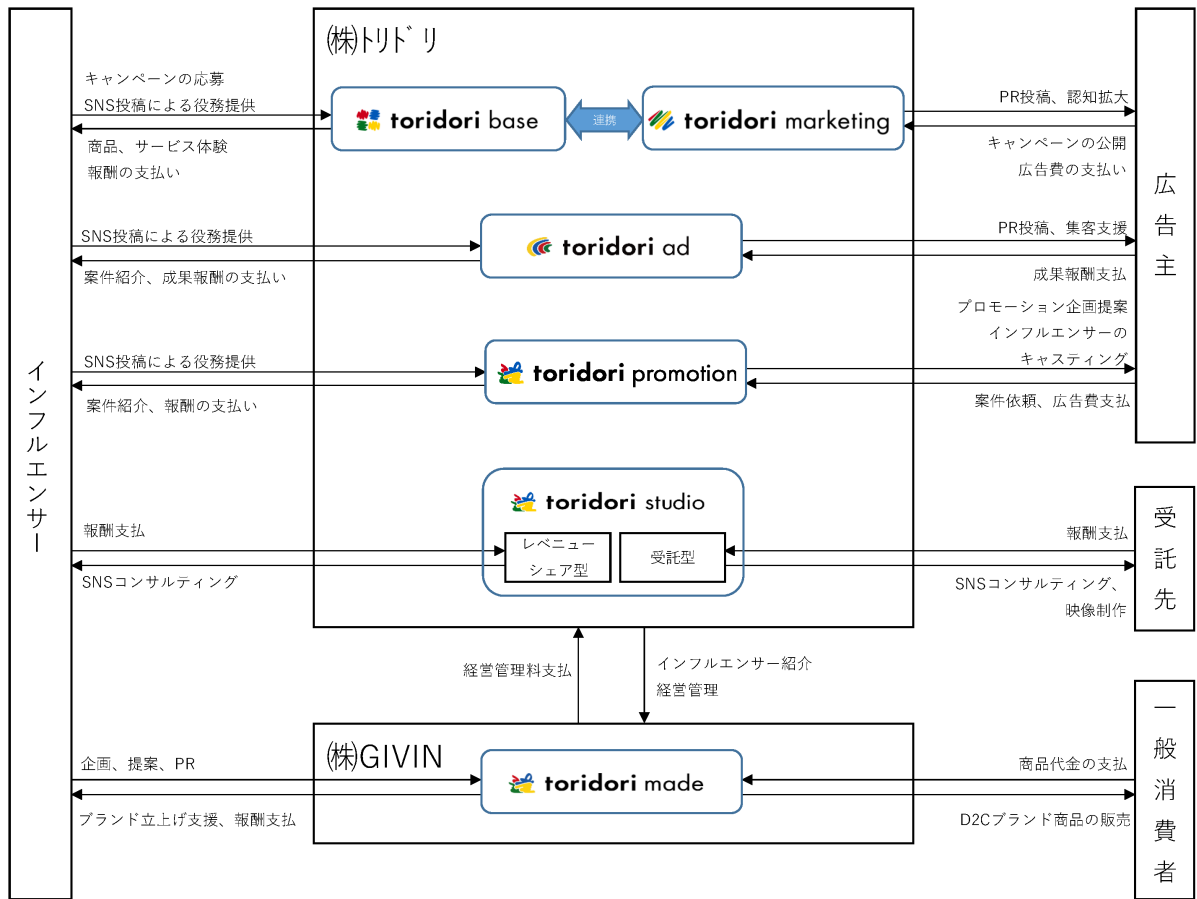 ㈱トリドリ
キャンペーンの応募
SNS投稿による役務提供
商品、サービス体験
報酬の支払い
toridori base
連携
toridori marketing
PR投稿、認知拡大
キャンペーンの公開
広告費の支払い
SNS投稿による役務提供
案件紹介、成果報酬の支払い
toridori ad
PR投稿、集客支援
成果報酬支払
SNS投稿による役務提供
案件紹介、報酬の支払い
toridori promotion
プロモーション企画提案
インフルエンサーの
キャスティング
案件依頼、広告費支払
広告主
インフルエンサー
報酬支払
SNSコンサルティング
toridori studio
レベニュー
シェア型
受託型
報酬支払
SNSコンサルティング、
映像制作
受託先
経営管理料支払
インフルエンサー紹介
経営管理
㈱GIVIN
企画、提案、PR
ブランド立上げ支援、報酬支払
toridori made
商品代金の支払
D2Cブランド商品の販売
一般消費者